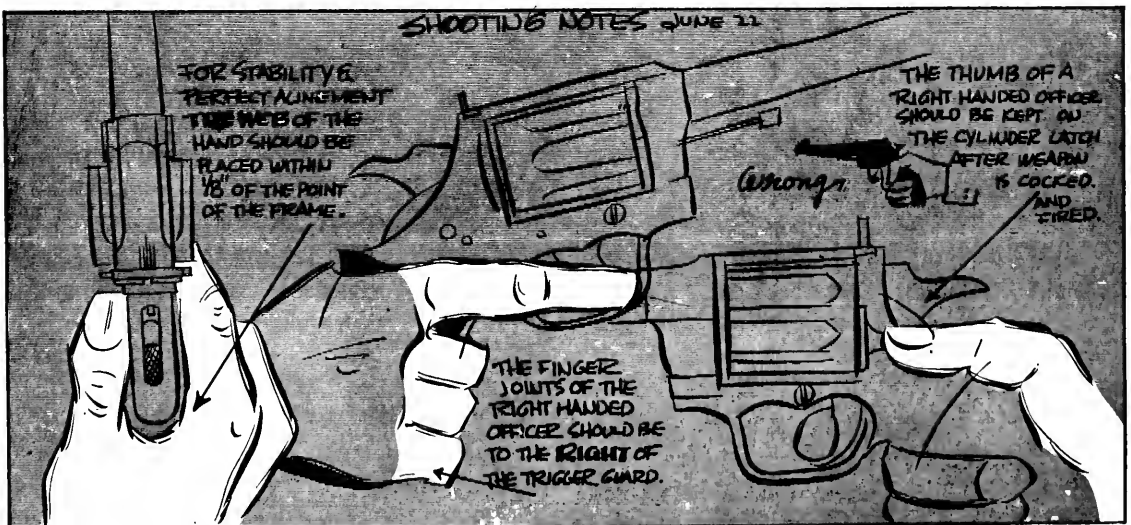 SHOOTING NOTES JUNE 22
FOR STABILITY &
PERFECT ALINEMENT
THE WEB OF THE
HAND SHOULD BE
PLACED WITHIN
1/8" OF THE POINT
OF THE FRAME.
THE FINGER
JOINTS OF THE
RIGHT HANDED
OFFICER SHOULD BE
TO THE RIGHT OF
THE TRIGGER GUARD.
THE THUMB OF A
RIGHT HANDED OFFICER
SHOULD BE KEPT ON
THE CYLINDER LATCH
AFTER WEAPON
IS COCKED.
AND
FIRED.
Wrong